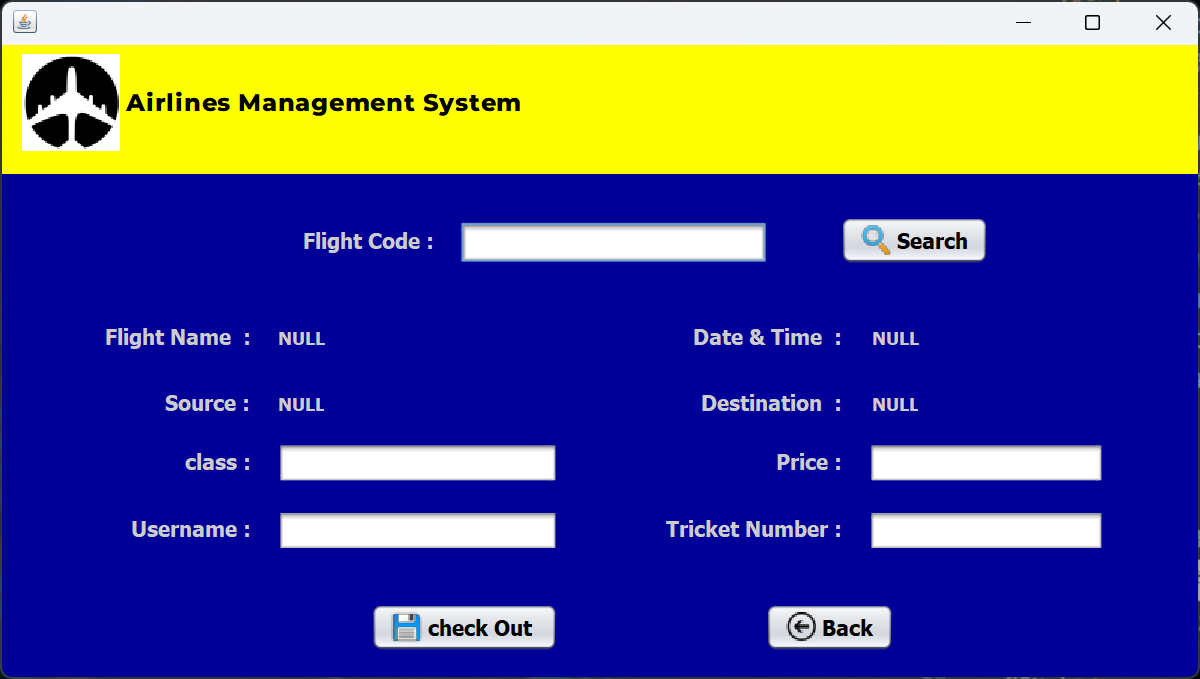 Airlines Management System
Flight Code : Search
Flight Name : NULL Date & Time : NULL
Source : NULL Destination : NULL
class : Price :
Username : Tricket Number :
check Out Back